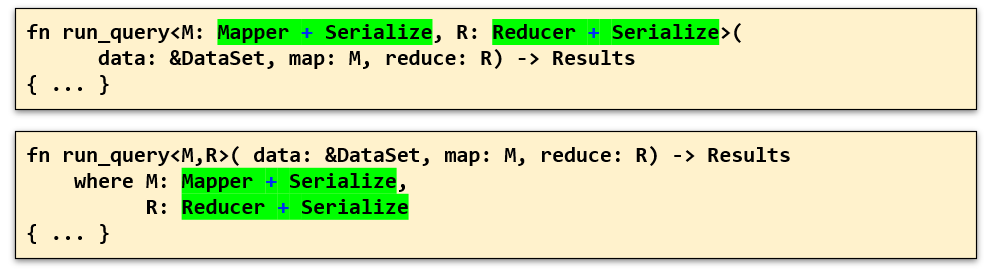 fn run_query<M: Mapper + Serialize, R: Reducer + Serialize>(
data: &DataSet, map: M, reduce: R) -> Results
{ ... }
fn run_query<M,R>( data: &DataSet, map: M, reduce: R) -> Results
where M: Mapper + Serialize,
R: Reducer + Serialize
{ ... }